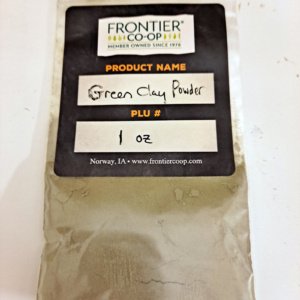 FRONTIER
CO-OP
MEMBER OWNED SINCE 1976
PRODUCT NAME
Green Clay Powder
PLU #
1 oz
Norway, IA • www.frontiercoop.com